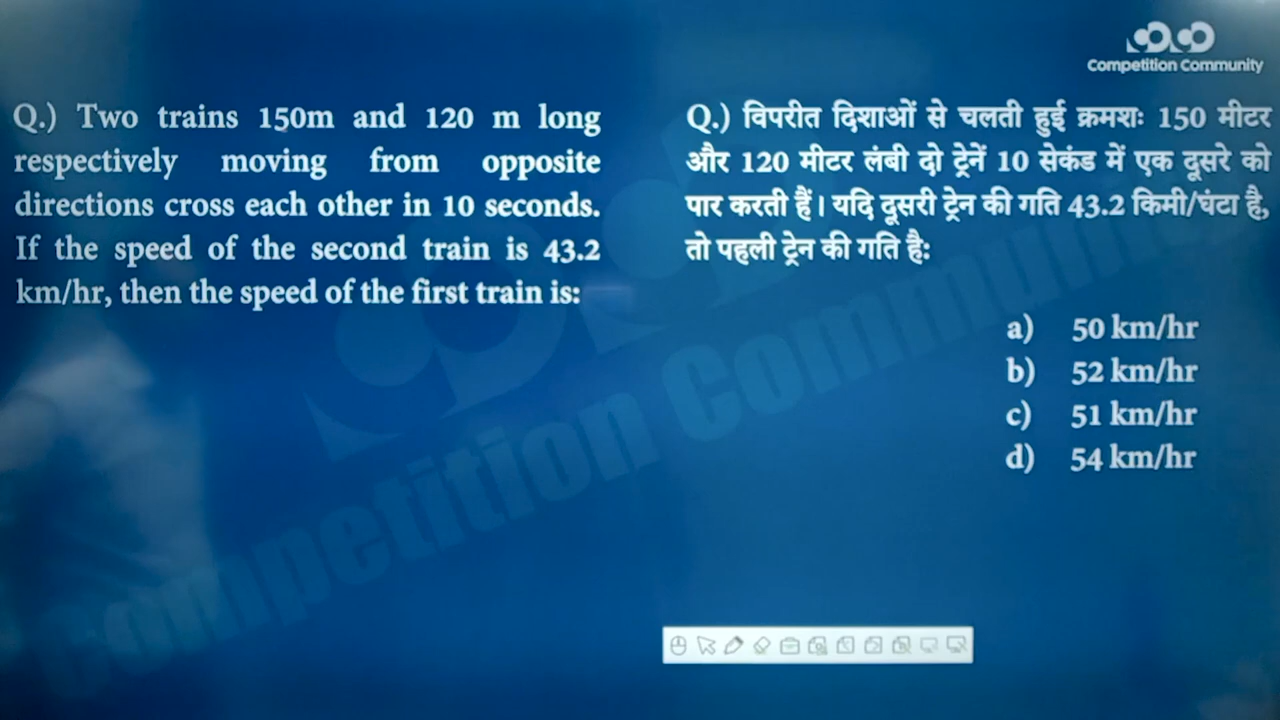 Competition Community
Q.) Two trains 150m and 120 m long
respectively moving from opposite
directions cross each other in 10 seconds.
If the speed of the second train is 43.2
km/hr, then the speed of the first train is:
Q.) विपरीत दिशाओं से चलती हुई क्रमशः 150 मीटर
और 120 मीटर लंबी दो ट्रेनें 10 सेकंड में एक दूसरे को
पार करती हैं। यदि दूसरी ट्रेन की गति 43.2 किमी/घंटा है,
तो पहली ट्रेन की गति है:
a) 50 km/hr
b) 52 km/hr
c) 51 km/hr
d) 54 km/hr
Competition Community